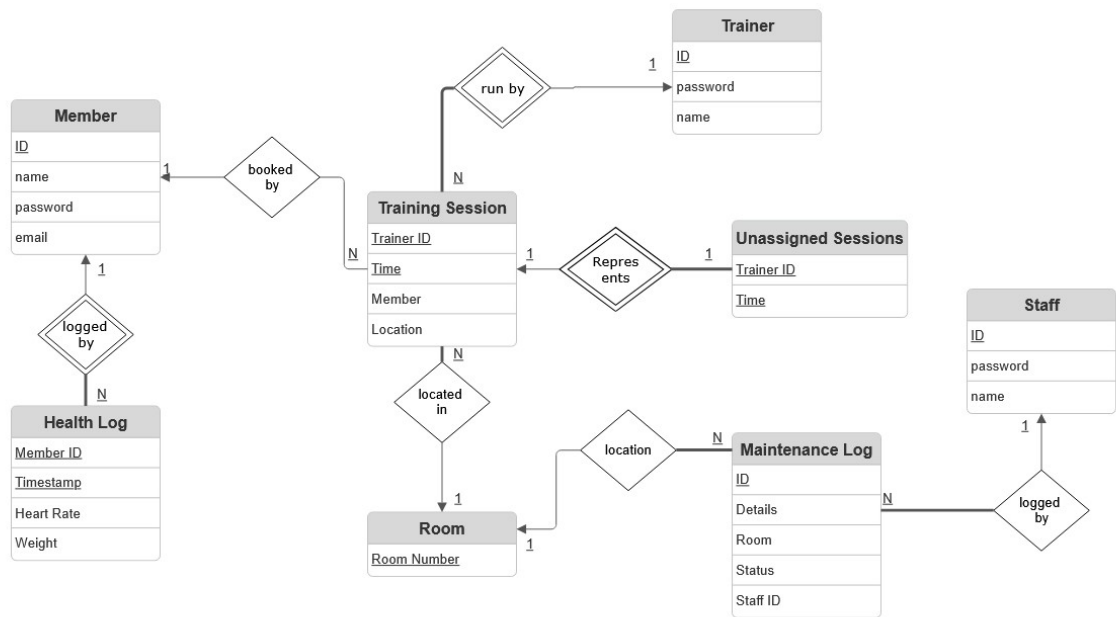 Trainer
ID
password
name
1
run by
N
Member
ID
name
password
email
1
booked
by
N
Training Session
Trainer ID
Time
Member
Location
1
Repres
ents
1
Unassigned Sessions
Trainer ID
Time
1
logged
by
N
Health Log
Member ID
Timestamp
Heart Rate
Weight
N
located
in
1
Room
Room Number
1
location
N
Maintenance Log
ID
Details
Room
Status
Staff ID
N
logged
by
1
Staff
ID
password
name